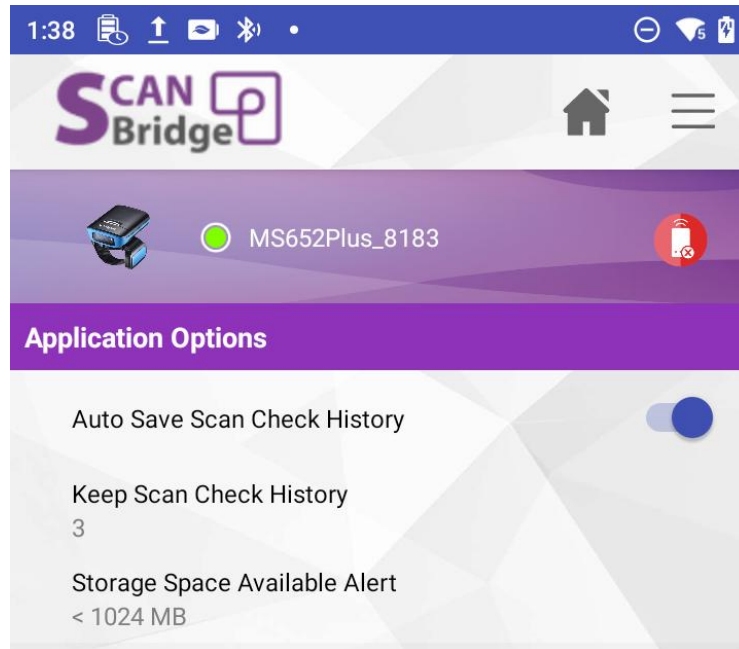 1:38
5
SCAN
Bridge
MS652Plus_8183
Application Options
Auto Save Scan Check History
Keep Scan Check History
3
Storage Space Available Alert
< 1024 MB